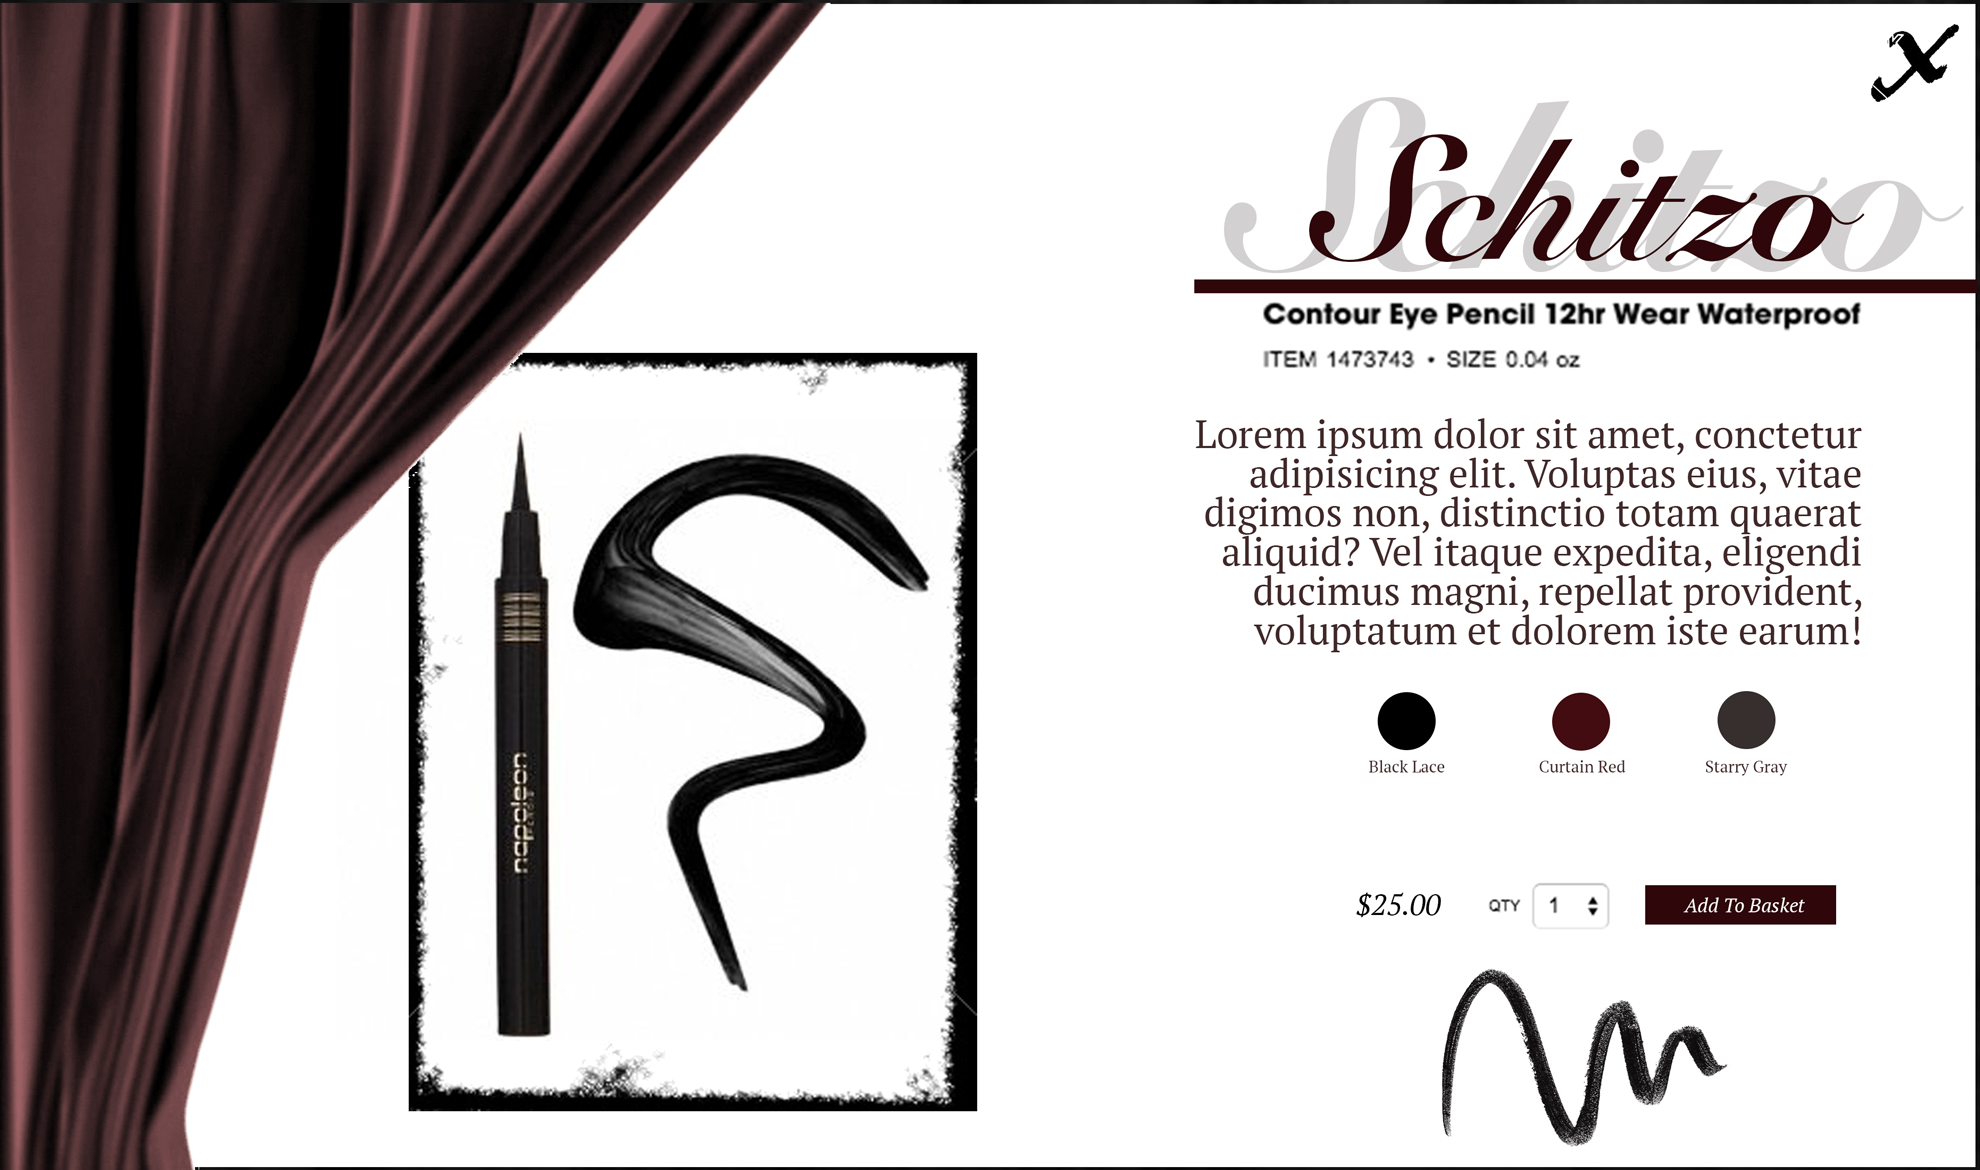 X
Schitzo
Contour Eye Pencil 12hr Wear Waterproof
ITEM 1473743 • SIZE 0.04 oz
Lorem ipsum dolor sit amet, conctetur
adipisicing elit. Voluptas eius, vitae
digimos non, distinctio totam quaerat
aliquid? Vel itaque expedita, eligendi
ducimus magni, repellat provident,
voluptatum et dolorem iste earum!
Black Lace Curtain Red Starry Gray
$25.00 QTY 1 Add To Basket
napoleon